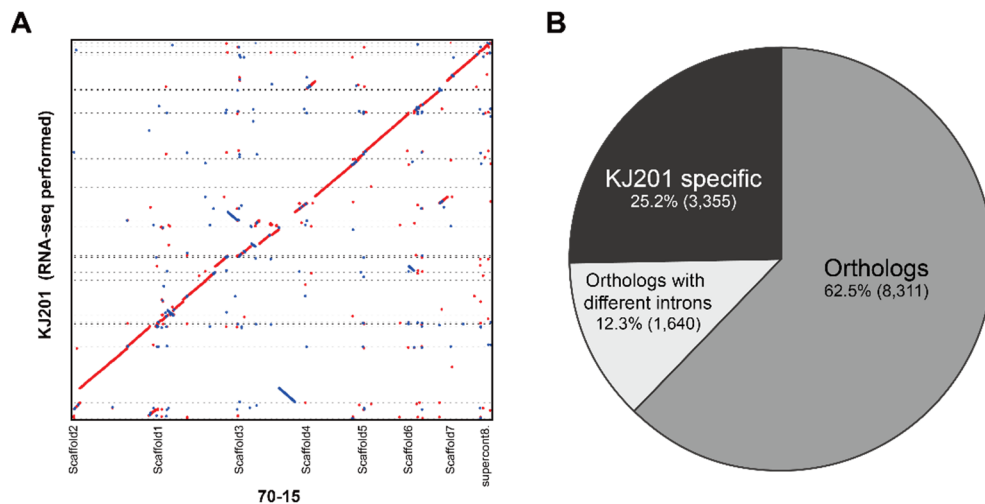 A
KJ201 (RNA-seq performed)
Scaffold2
Scaffold1
Scaffold3
Scaffold4
Scaffold5
Scaffold6
Scaffold7
supercont8.
70-15
B
KJ201 specific
25.2% (3,355)
Orthologs with
different introns
12.3% (1,640)
Orthologs
62.5% (8,311)